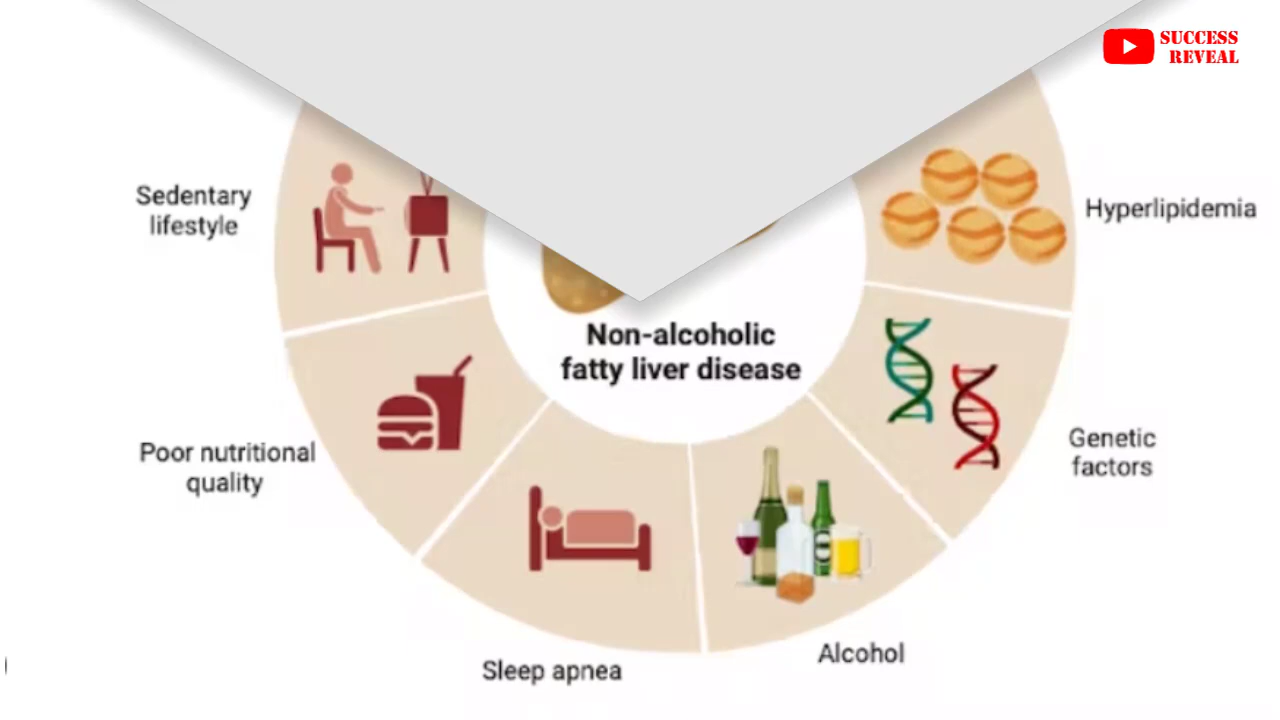 SUCCESS
REVEAL
Sedentary
lifestyle
Hyperlipidemia
Non-alcoholic
fatty liver disease
Poor nutritional
quality
Genetic
factors
Sleep apnea
Alcohol